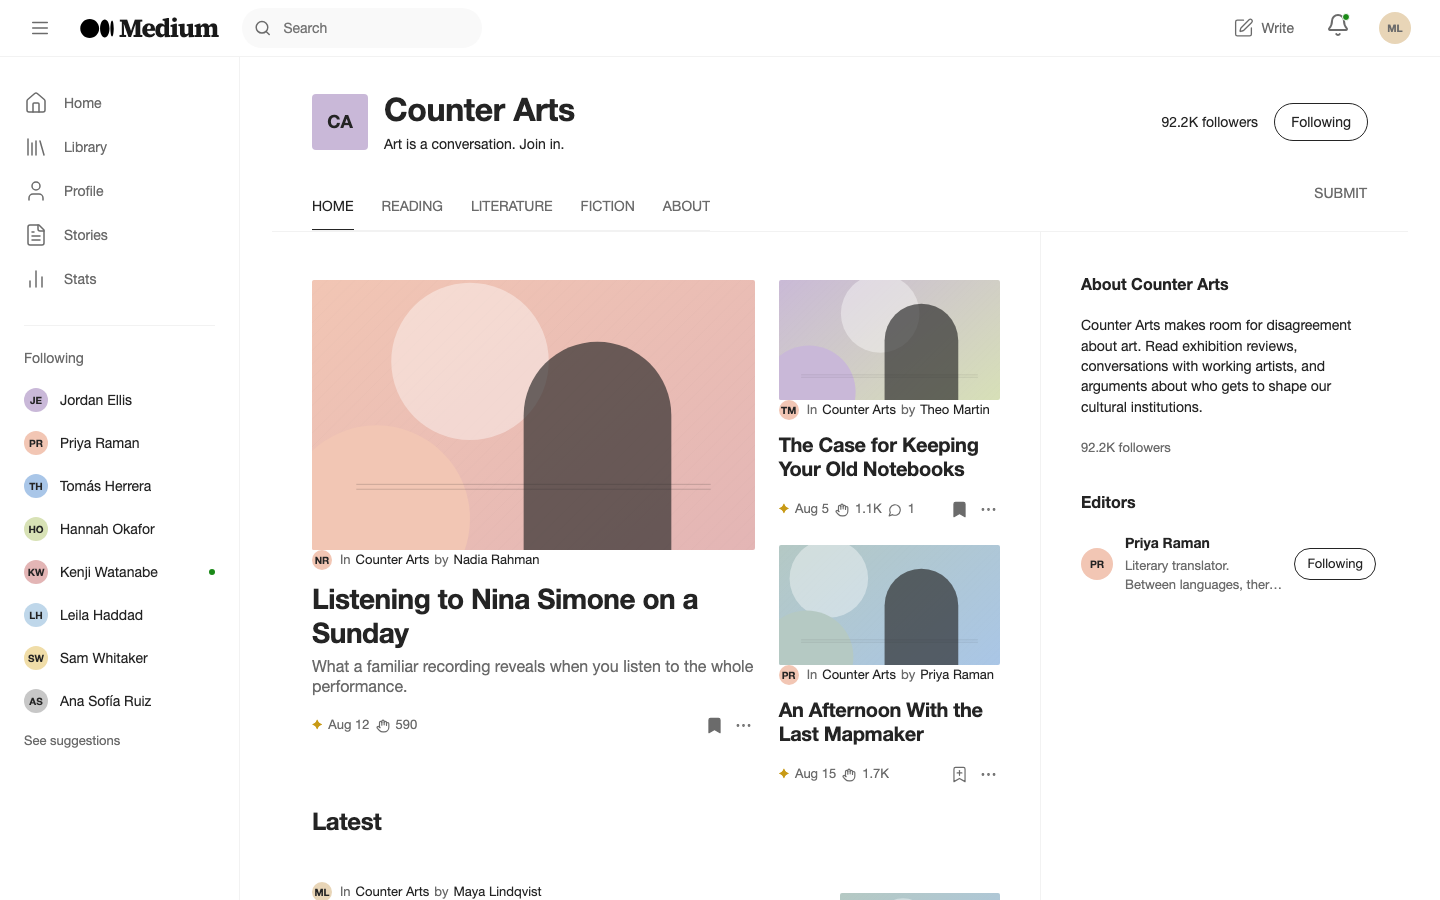 Medium
Search
Write
ML
Home
Library
Profile
Stories
Stats
Following
JE Jordan Ellis
PR Priya Raman
TH Tomás Herrera
HO Hannah Okafor
KW Kenji Watanabe
LH Leila Haddad
SW Sam Whitaker
AS Ana Sofía Ruiz
See suggestions
CA
Counter Arts
Art is a conversation. Join in.
92.2K followers
Following
HOME
READING
LITERATURE
FICTION
ABOUT
SUBMIT
NR In Counter Arts by Nadia Rahman
Listening to Nina Simone on a
Sunday
What a familiar recording reveals when you listen to the whole
performance.
Aug 12 590
TM In Counter Arts by Theo Martin
The Case for Keeping
Your Old Notebooks
Aug 5 1.1K 1
PR In Counter Arts by Priya Raman
An Afternoon With the
Last Mapmaker
Aug 15 1.7K
Latest
ML In Counter Arts by Maya Lindqvist
About Counter Arts
Counter Arts makes room for disagreement
about art. Read exhibition reviews,
conversations with working artists, and
arguments about who gets to shape our
cultural institutions.
92.2K followers
Editors
PR
Priya Raman
Literary translator.
Between languages, ther…
Following